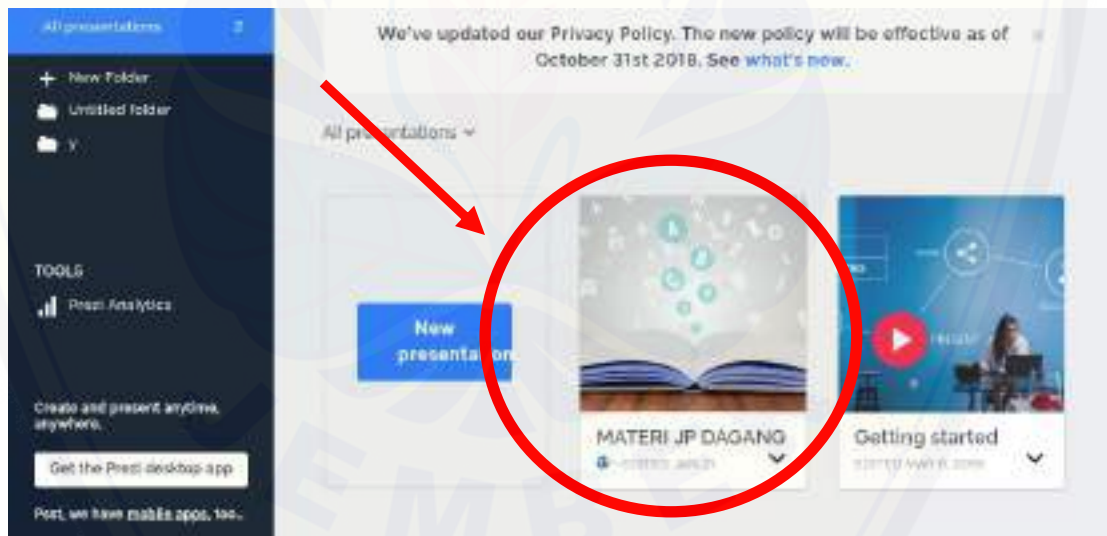 All presentations 2
+ New Folder
Untitled folder
y
TOOLS
Prezi Analytics
Create and present anytime,
anywhere.
Get the Prezi desktop app
Psst, we have mobile apps, too..
We've updated our Privacy Policy. The new policy will be effective as of
October 31st 2018. See what's new.
All presentations
New
presentation
MATERI JP DAGANG
Getting started